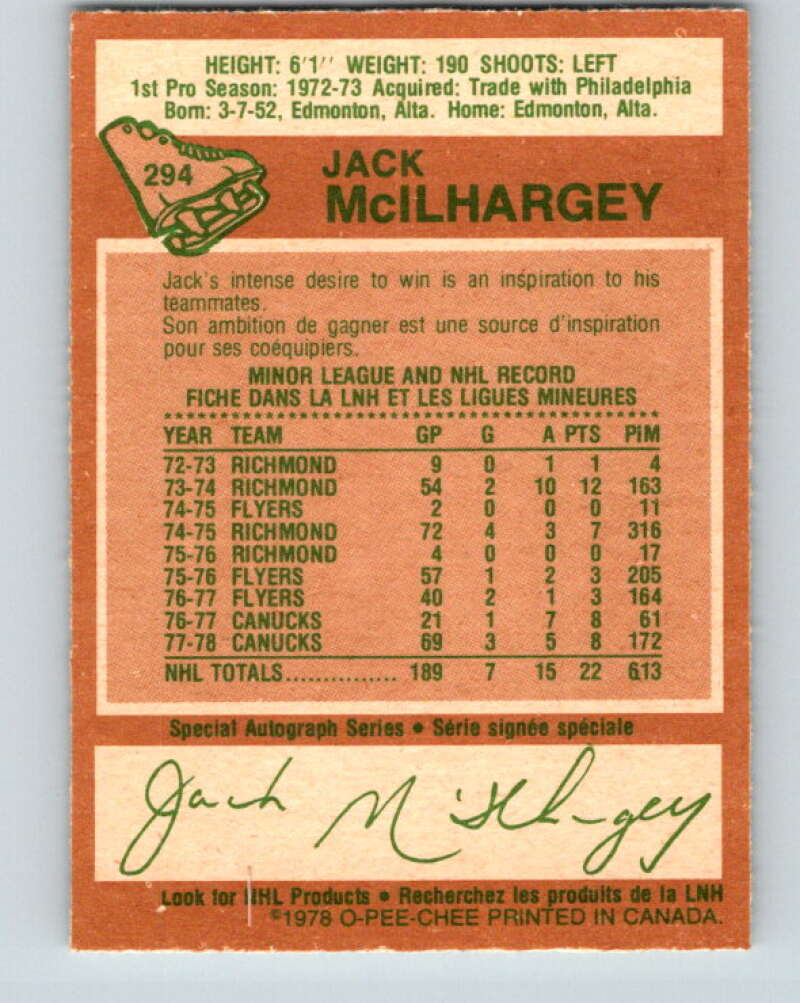 HEIGHT: 6'1'' WEIGHT: 190 SHOOTS: LEFT
1st Pro Season: 1972-73 Acquired: Trade with Philadelphia
Born: 3-7-52, Edmonton, Alta. Home: Edmonton, Alta.
294
JACK
McILHARGEY
Jack's intense desire to win is an inspiration to his
teammates.
Son ambition de gagner est une source d'inspiration
pour ses coéquipiers.
MINOR LEAGUE AND NHL RECORD
FICHE DANS LA LNH ET LES LIGUES MINEURES
YEAR TEAM GP G A PTS PiM
72-73 RICHMOND 9 0 1 1 4
73-74 RICHMOND 54 2 10 12 163
74-75 FLYERS 2 0 0 0 11
74-75 RICHMOND 72 4 3 7 316
75-76 RICHMOND 4 0 0 0 17
75-76 FLYERS 57 1 2 3 205
76-77 FLYERS 40 2 1 3 164
76-77 CANUCKS 21 1 7 8 61
77-78 CANUCKS 69 3 5 8 172
NHL TOTALS............... 189 7 15 22 613
Special Autograph Series • Série signée spéciale
Jack McIlhargey
Look for NHL Products • Recherchez les produits de la LNH
©1978 O-PEE-CHEE PRINTED IN CANADA.